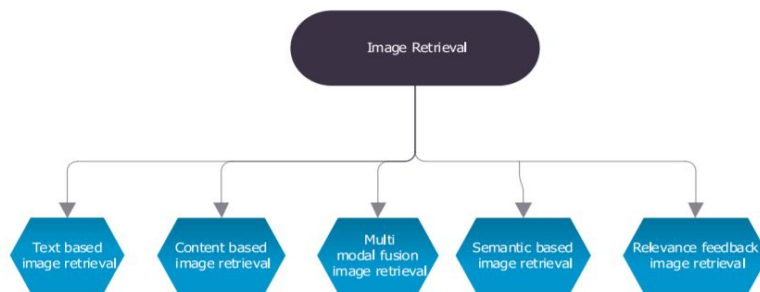 Image Retrieval
Text based
image retrieval
Content based
image retrieval
Multi
modal fusion
image retrieval
Semantic based
image retrieval
Relevance feedback
image retrieval